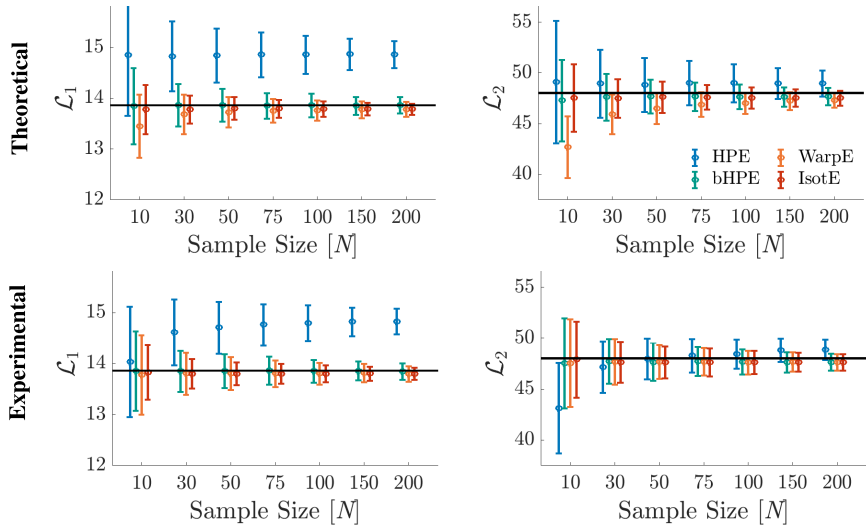 Theoretical
15
14
13
12
ℒ₁
10 30 50 75 100 150 200
Sample Size [N]
55
50
45
40
ℒ₂
HPE WarpE
bHPE IsotE
10 30 50 75 100 150 200
Sample Size [N]
Experimental
15
14
13
12
ℒ₁
10 30 50 75 100 150 200
Sample Size [N]
55
50
45
40
ℒ₂
10 30 50 75 100 150 200
Sample Size [N]